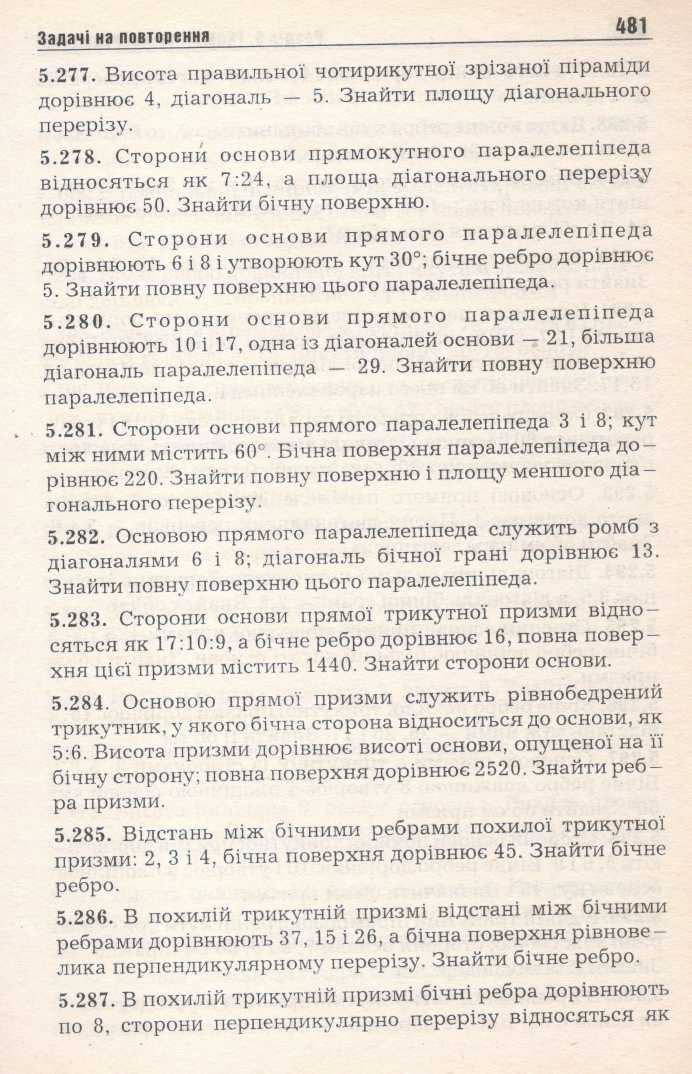 Задачі на повторення 481
5.277. Висота правильної чотирикутної зрізаної піраміди
дорівнює 4, діагональ — 5. Знайти площу діагонального
перерізу.
5.278. Сторони основи прямокутного паралелепіпеда
відносяться як 7:24, а площа діагонального перерізу
дорівнює 50. Знайти бічну поверхню.
5.279. Сторони основи прямого паралелепіпеда
дорівнюють 6 і 8 і утворюють кут 30°; бічне ребро дорівнює
5. Знайти повну поверхню цього паралелепіпеда.
5.280. Сторони основи прямого паралелепіпеда
дорівнюють 10 і 17, одна із діагоналей основи — 21, більша
діагональ паралелепіпеда — 29. Знайти повну поверхню
паралелепіпеда.
5.281. Сторони основи прямого паралелепіпеда 3 і 8; кут
між ними містить 60°. Бічна поверхня паралелепіпеда до-
рівнює 220. Знайти повну поверхню і площу меншого діа-
гонального перерізу.
5.282. Основою прямого паралелепіпеда служить ромб з
діагоналями 6 і 8; діагональ бічної грані дорівнює 13.
Знайти повну поверхню цього паралелепіпеда.
5.283. Сторони основи прямої трикутної призми відно-
сяться як 17:10:9, а бічне ребро дорівнює 16, повна повер-
хня цієї призми містить 1440. Знайти сторони основи.
5.284. Основою прямої призми служить рівнобедрений
трикутник, у якого бічна сторона відноситься до основи, як
5:6. Висота призми дорівнює висоті основи, опущеної на її
бічну сторону; повна поверхня дорівнює 2520. Знайти реб-
ра призми.
5.285. Відстань між бічними ребрами похилої трикутної
призми: 2, 3 і 4, бічна поверхня дорівнює 45. Знайти бічне
ребро.
5.286. В похилій трикутній призмі відстані між бічними
ребрами дорівнюють 37, 15 і 26, а бічна поверхня рівнове-
лика перпендикулярному перерізу. Знайти бічне ребро.
5.287. В похилій трикутній призмі бічні ребра дорівнюють
по 8, сторони перпендикулярно перерізу відносяться як